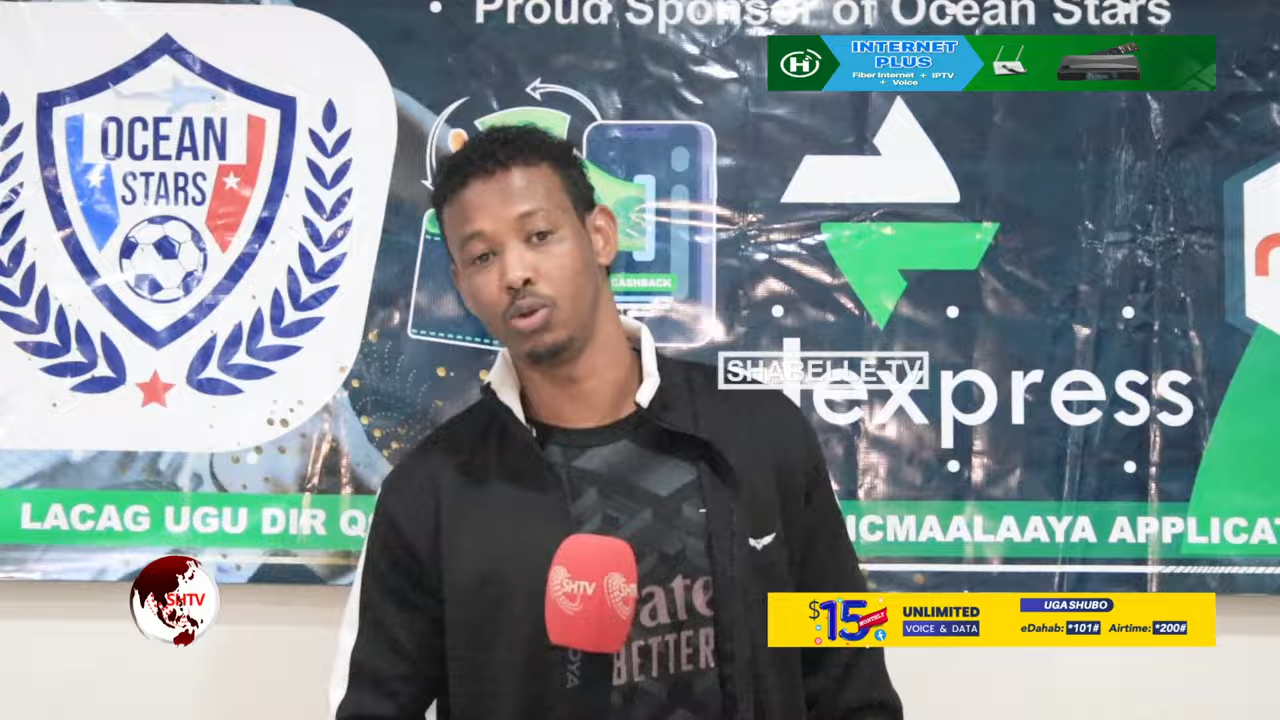 • Proud Sponsor of Ocean Stars
INTERNET
PLUS
Fiber Internet + IPTV
+ Voice
OCEAN
STARS
CASHBACK
SHABELLE TV
express
LACAG UGU DIR
ICMAALAAYA
SHTV
SHTV
SHTV
BETTER
$15
MONTHLY
UNLIMITED
VOICE & DATA
UGASHUBO
eDahab: *101# Airtime: *200#